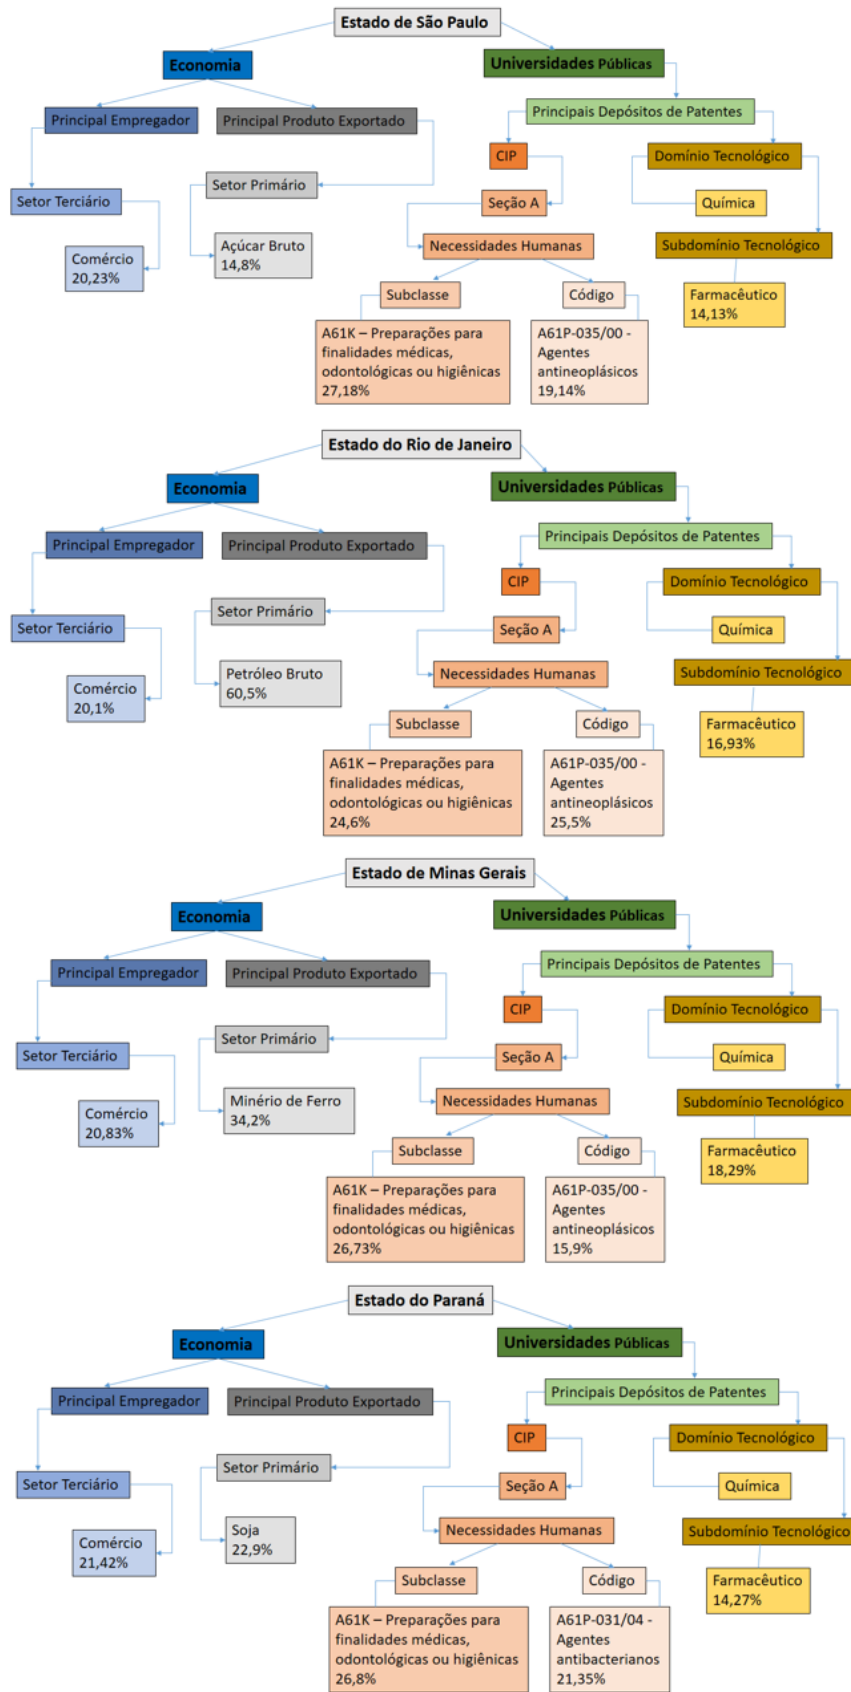 Estado de São Paulo
Economia
Universidades Públicas
Principal Empregador
Principal Produto Exportado
Principais Depósitos de Patentes
CIP
Domínio Tecnológico
Setor Terciário
Setor Primário
Seção A
Química
Comércio
20,23%
Açúcar Bruto
14,8%
Necessidades Humanas
Subdomínio Tecnológico
Subclasse
Código
Farmacêutico
14,13%
A61K – Preparações para
finalidades médicas,
odontológicas ou higiênicas
27,18%
A61P-035/00 -
Agentes
antineoplásicos
19,14%
Estado do Rio de Janeiro
Economia
Universidades Públicas
Principal Empregador
Principal Produto Exportado
Principais Depósitos de Patentes
CIP
Domínio Tecnológico
Setor Terciário
Setor Primário
Seção A
Química
Comércio
20,1%
Petróleo Bruto
60,5%
Necessidades Humanas
Subdomínio Tecnológico
Subclasse
Código
Farmacêutico
16,93%
A61K – Preparações para
finalidades médicas,
odontológicas ou higiênicas
24,6%
A61P-035/00 -
Agentes
antineoplásicos
25,5%
Estado de Minas Gerais
Economia
Universidades Públicas
Principal Empregador
Principal Produto Exportado
Principais Depósitos de Patentes
CIP
Domínio Tecnológico
Setor Terciário
Setor Primário
Seção A
Química
Comércio
20,83%
Minério de Ferro
34,2%
Necessidades Humanas
Subdomínio Tecnológico
Subclasse
Código
Farmacêutico
18,29%
A61K – Preparações para
finalidades médicas,
odontológicas ou higiênicas
26,73%
A61P-035/00 -
Agentes
antineoplásicos
15,9%
Estado do Paraná
Economia
Universidades Públicas
Principal Empregador
Principal Produto Exportado
Principais Depósitos de Patentes
CIP
Domínio Tecnológico
Setor Terciário
Setor Primário
Seção A
Química
Comércio
21,42%
Soja
22,9%
Necessidades Humanas
Subdomínio Tecnológico
Subclasse
Código
Farmacêutico
14,27%
A61K – Preparações para
finalidades médicas,
odontológicas ou higiênicas
26,8%
A61P-031/04 -
Agentes
antibacterianos
21,35%